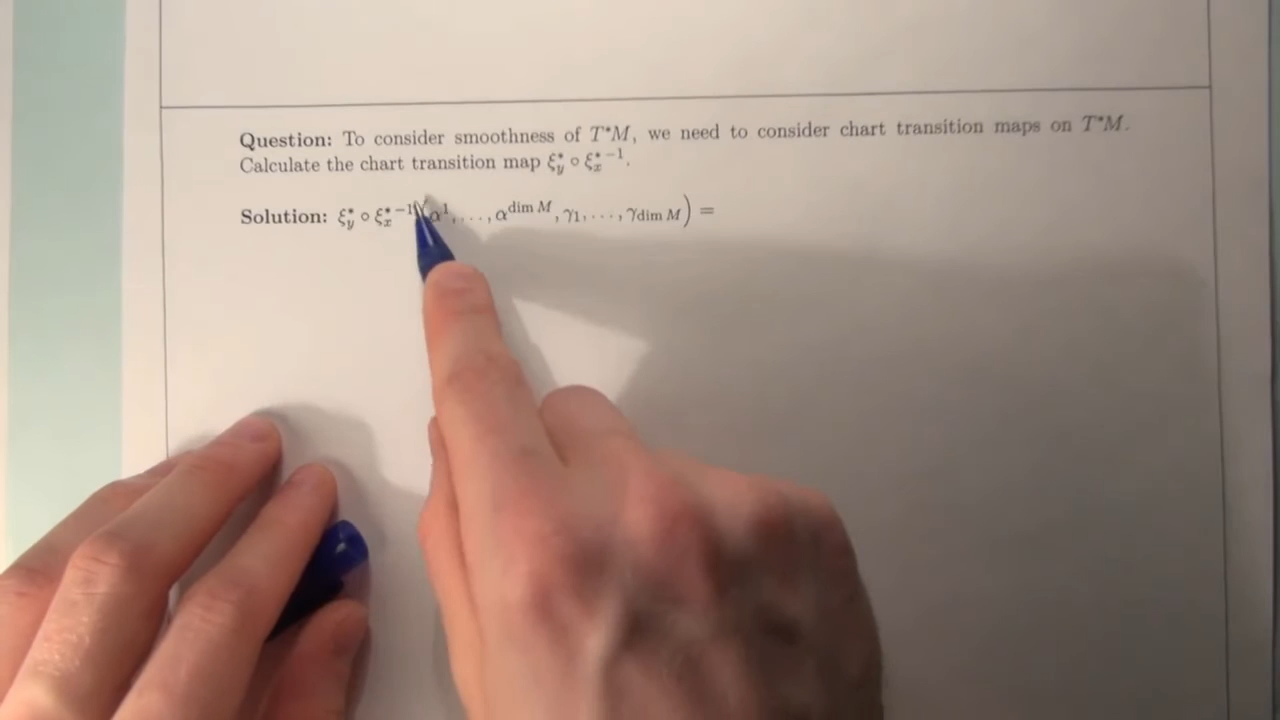 Question: To consider smoothness of T*M, we need to consider chart transition maps on T*M.
Calculate the chart transition map ξ*_y ∘ ξ*_x^{-1}.
Solution: ξ*_y ∘ ξ*_x^{-1}(α^1, ..., α^{dim M}, γ_1, ..., γ_{dim M}) =